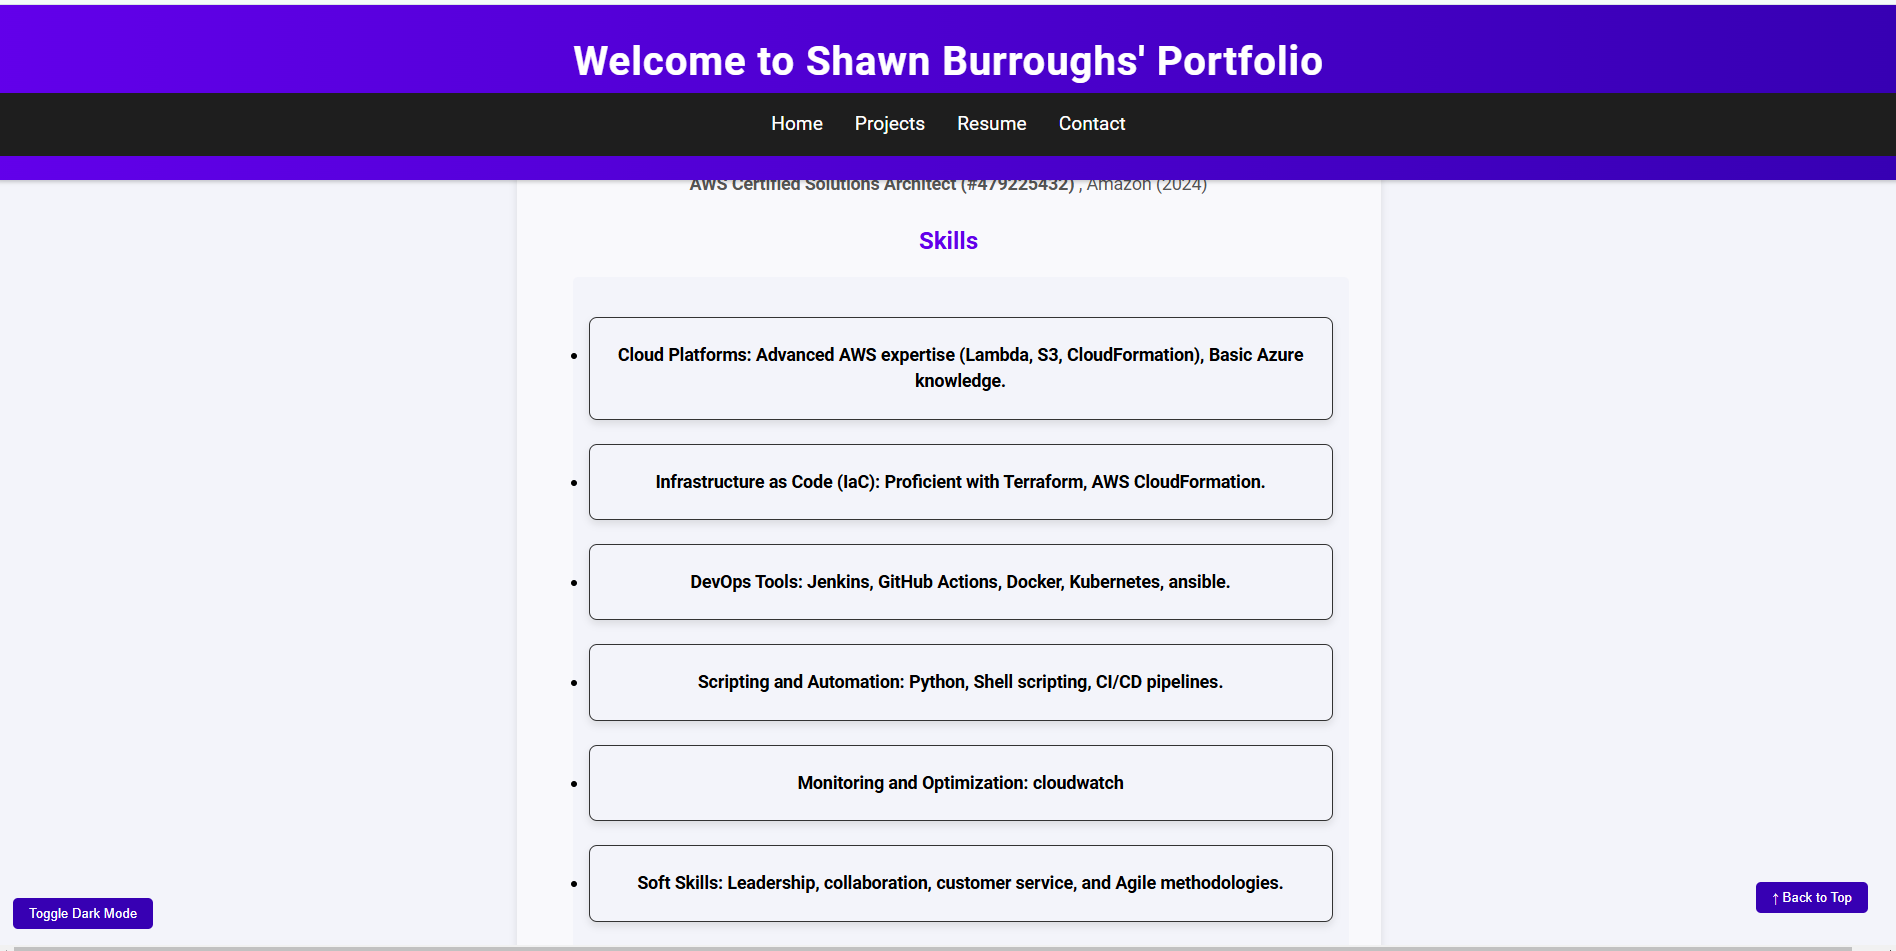 Welcome to Shawn Burroughs' Portfolio
Home Projects Resume Contact
AWS Certified Solutions Architect (#479225432) , Amazon (2024)
Skills
Cloud Platforms: Advanced AWS expertise (Lambda, S3, CloudFormation), Basic Azure
knowledge.
Infrastructure as Code (IaC): Proficient with Terraform, AWS CloudFormation.
DevOps Tools: Jenkins, GitHub Actions, Docker, Kubernetes, ansible.
Scripting and Automation: Python, Shell scripting, CI/CD pipelines.
Monitoring and Optimization: cloudwatch
Soft Skills: Leadership, collaboration, customer service, and Agile methodologies.
Toggle Dark Mode
↑ Back to Top